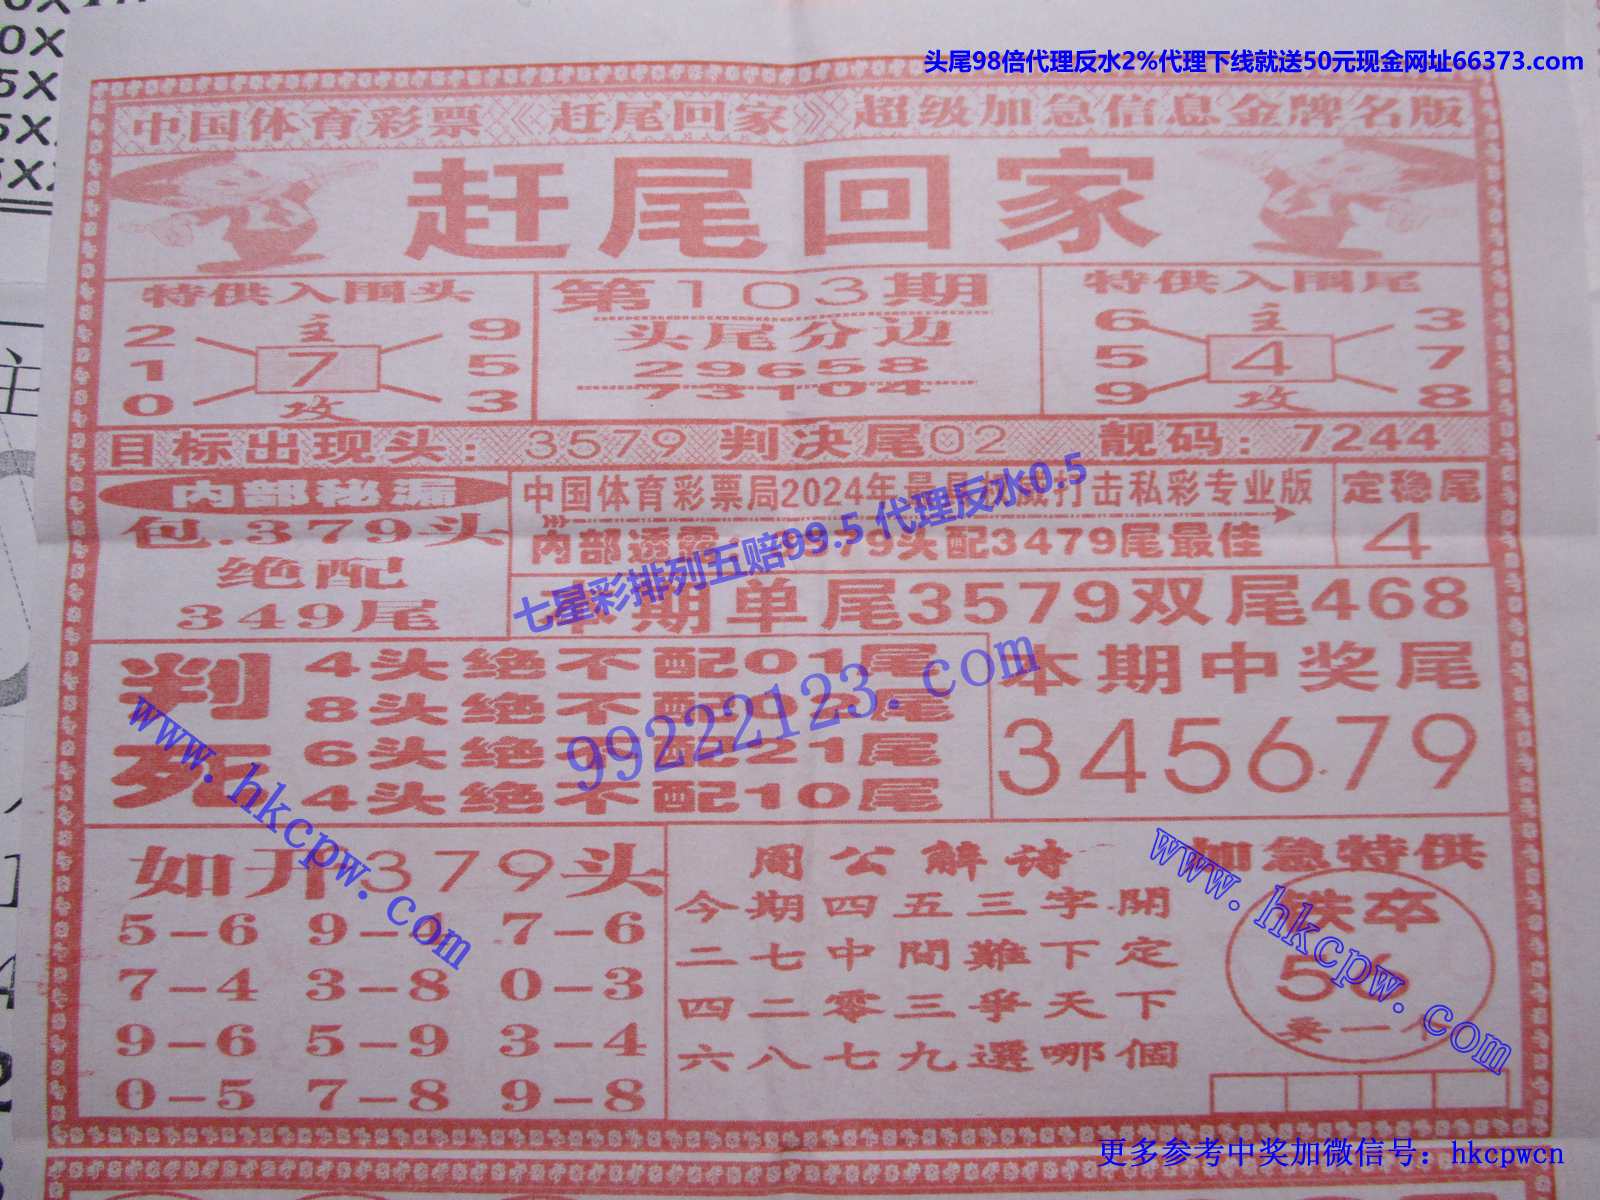 头尾98倍代理反水2%代理下线就送50元现金网址66373.com
中国体育彩票《赶尾回家》超级加急信息金牌名版
赶尾回家
特供入围头
2 主 9
1 7 5
0 攻 3
第103期
头尾分边
29658
73104
特供入围尾
6 主 3
5 4 7
9 攻 8
目标出现头：3579 判决尾02 靓码：7244
内部秘漏
包.379头
绝配
349尾
中国体育彩票局2024年最 打击私彩专业版
内部透露 79头配3479尾最佳
定稳尾
4
七星彩排列五赔99.5 代理反水0.5
本期单尾3579双尾468
判死
4头绝不配01尾
8头绝不配 尾
6头绝不配21尾
4头绝不配10尾
99222123.com
本期中奖尾
345679
www.hkcpw.com
如开379头
5-6 9- 7-6
7-4 3-8 0-3
9-6 5-9 3-4
0-5 7-8 9-8
周公解诗
今期四五三字開
二七中間難下定
四二零三爭天下
六八七九選哪個
加急特供
卒
56
卖一个
www.hkcpw.com
更多参考中奖加微信号：hkcpwcn